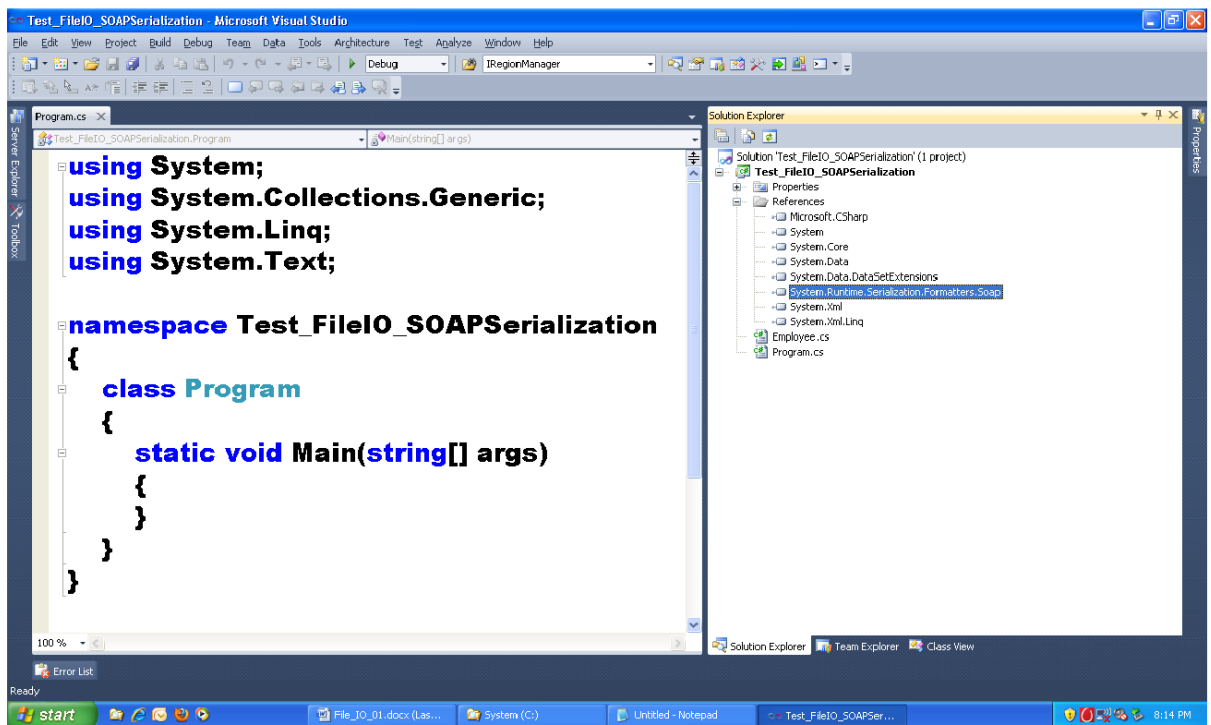 Test_FileIO_SOAPSerialization - Microsoft Visual Studio
File Edit View Project Build Debug Team Data Tools Architecture Test Analyze Window Help
Debug IRegionManager
Program.cs
Test_FileIO_SOAPSerialization.Program Main(string[] args)
using System;
using System.Collections.Generic;
using System.Linq;
using System.Text;
namespace Test_FileIO_SOAPSerialization
{
class Program
{
static void Main(string[] args)
{
}
}
}
100 %
Server Explorer
Toolbox
Solution Explorer
Solution 'Test_FileIO_SOAPSerialization' (1 project)
Test_FileIO_SOAPSerialization
Properties
References
Microsoft.CSharp
System
System.Core
System.Data
System.Data.DataSetExtensions
System.Runtime.Serialization.Formatters.Soap
System.Xml
System.Xml.Linq
Employee.cs
Program.cs
Properties
Solution Explorer Team Explorer Class View
Error List
Ready
start File_IO_01.docx (Las... System (C:) Untitled - Notepad Test_FileIO_SOAPSer... 8:14 PM